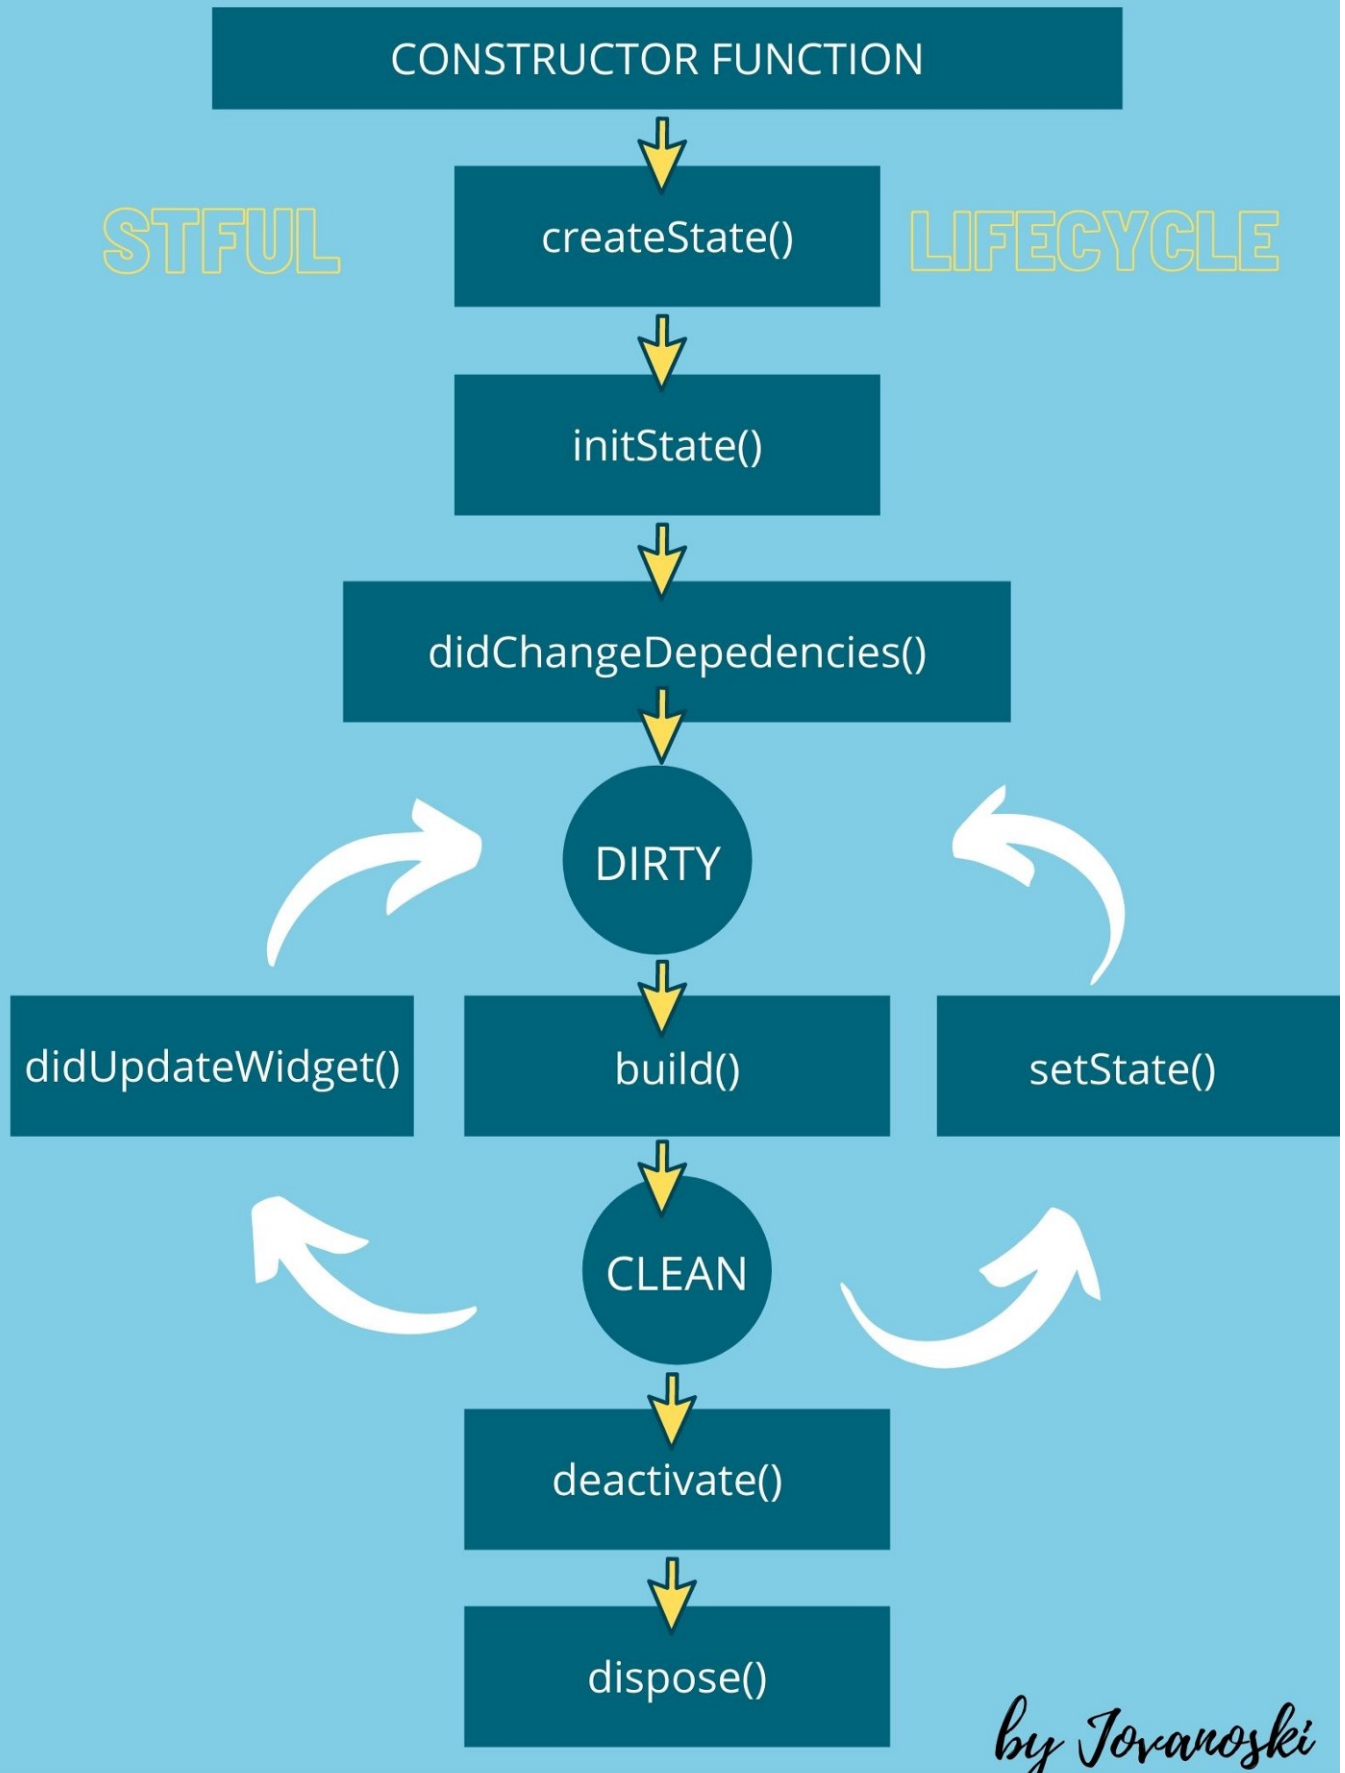 CONSTRUCTOR FUNCTION
STFUL
createState()
LIFECYCLE
initState()
didChangeDepedencies()
DIRTY
didUpdateWidget()
build()
setState()
CLEAN
deactivate()
dispose()
by Jovanoski